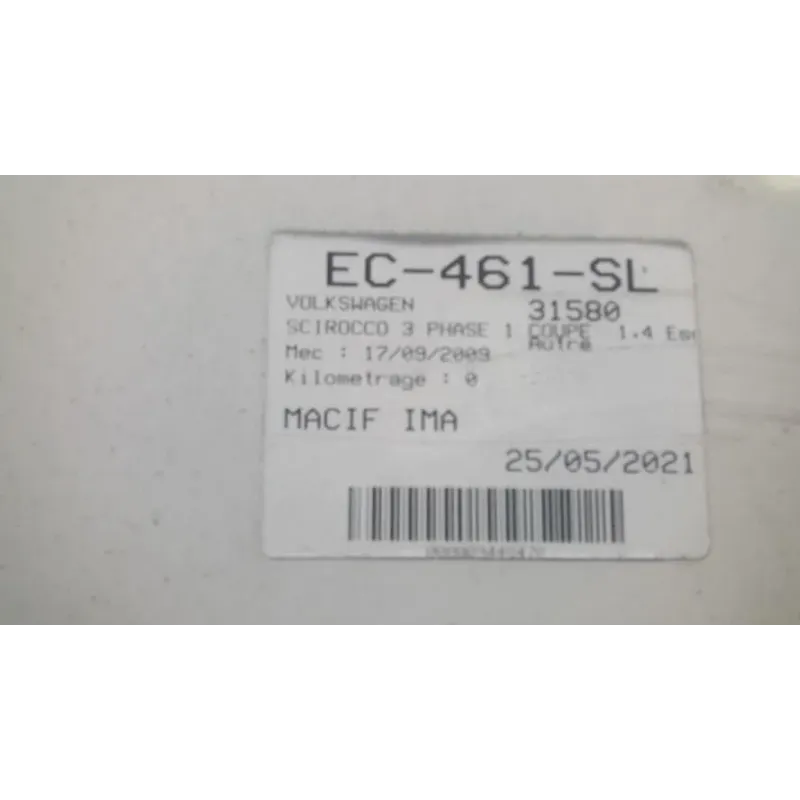 EC-461-SL
VOLKSWAGEN 31580
SCIROCCO 3 PHASE 1 COUPE 1.4 Ess
Autre
Mec : 17/09/2009
Kilometrage : 0
MACIF IMA
25/05/2021